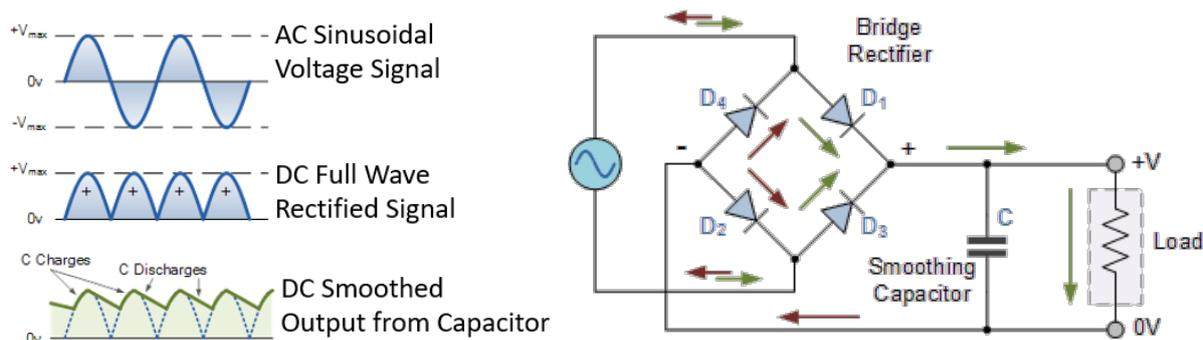 +Vmax
0v
-Vmax
AC Sinusoidal
Voltage Signal
+Vmax
+ + + +
0v
DC Full Wave
Rectified Signal
C Charges
C Discharges
0v
DC Smoothed
Output from Capacitor
Bridge
Rectifier
D4
D1
-
+
D2
D3
+V
C
Load
Smoothing
Capacitor
0V